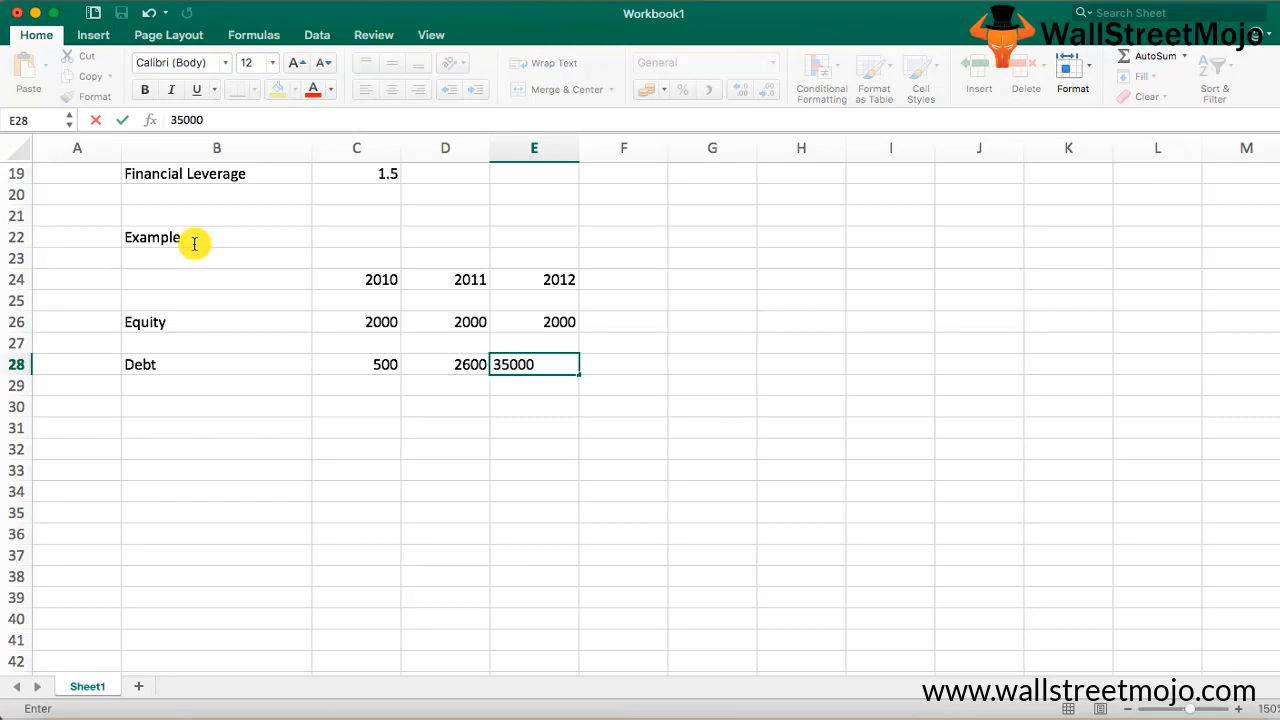 Workbook1
Search Sheet
Home Insert Page Layout Formulas Data Review View
WallStreetMojo
Paste
Cut
Copy
Format
Calibri (Body) 12
B I U
Wrap Text
Merge & Center
General
Conditional Formatting
Format as Table
Cell Styles
Insert Delete Format
AutoSum
Fill
Clear
Sort & Filter
E28 fx 35000
A B C D E F G H I J K L M
19 Financial Leverage 1.5
20
21
22 Example
23
24 2010 2011 2012
25
26 Equity 2000 2000 2000
27
28 Debt 500 2600 35000
29
30
31
32
33
34
35
36
37
38
39
40
41
42
Sheet1
www.wallstreetmojo.com
Enter